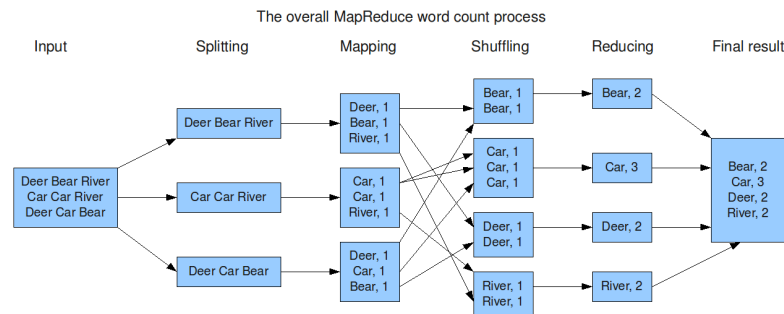 The overall MapReduce word count process
Input
Splitting
Mapping
Shuffling
Reducing
Final result
Deer Bear River
Car Car River
Deer Car Bear
Deer Bear River
Car Car River
Deer Car Bear
Deer, 1
Bear, 1
River, 1
Car, 1
Car, 1
River, 1
Deer, 1
Car, 1
Bear, 1
Bear, 1
Bear, 1
Car, 1
Car, 1
Car, 1
Deer, 1
Deer, 1
River, 1
River, 1
Bear, 2
Car, 3
Deer, 2
River, 2
Bear, 2
Car, 3
Deer, 2
River, 2